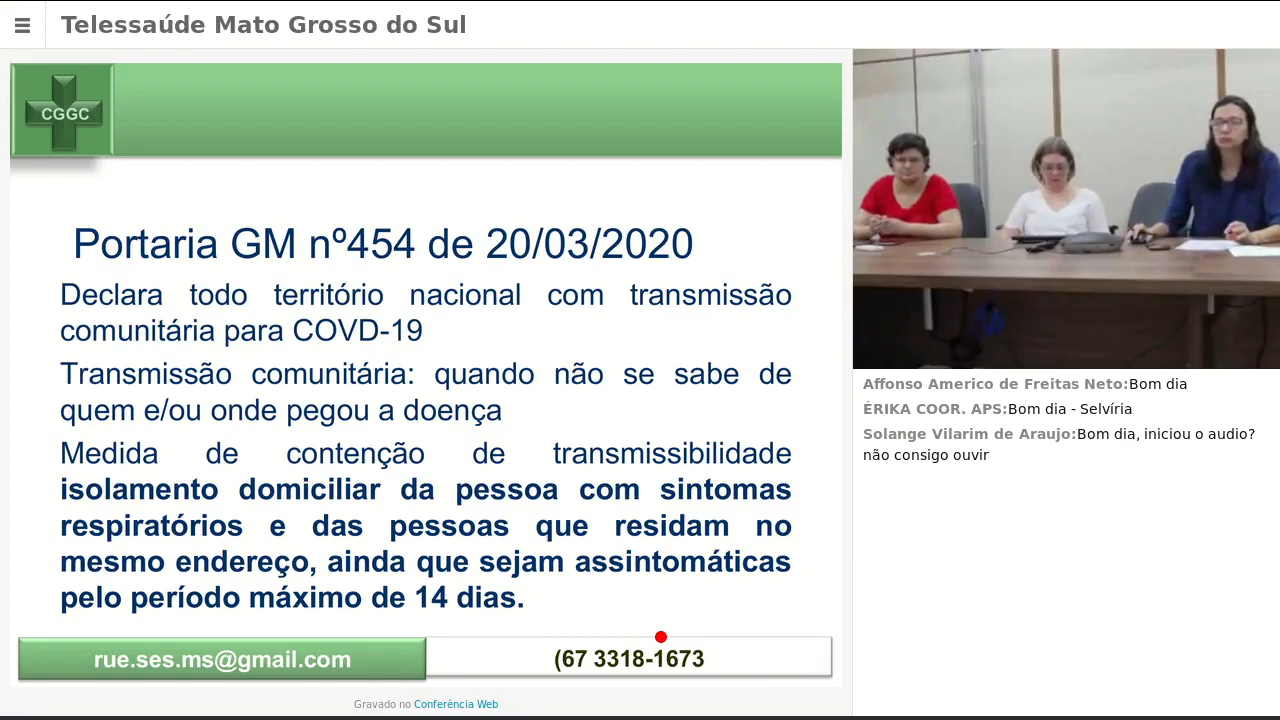 Telessaúde Mato Grosso do Sul
CGGC
Portaria GM nº454 de 20/03/2020
Declara todo território nacional com transmissão
comunitária para COVD-19
Transmissão comunitária: quando não se sabe de
quem e/ou onde pegou a doença
Medida de contenção de transmissibilidade
isolamento domiciliar da pessoa com sintomas
respiratórios e das pessoas que residam no
mesmo endereço, ainda que sejam assintomáticas
pelo período máximo de 14 dias.
rue.ses.ms@gmail.com
(67 3318-1673
Gravado no Conferência Web
Affonso Americo de Freitas Neto:Bom dia
ÉRIKA COOR. APS:Bom dia - Selvíria
Solange Vilarim de Araujo:Bom dia, iniciou o audio?
não consigo ouvir